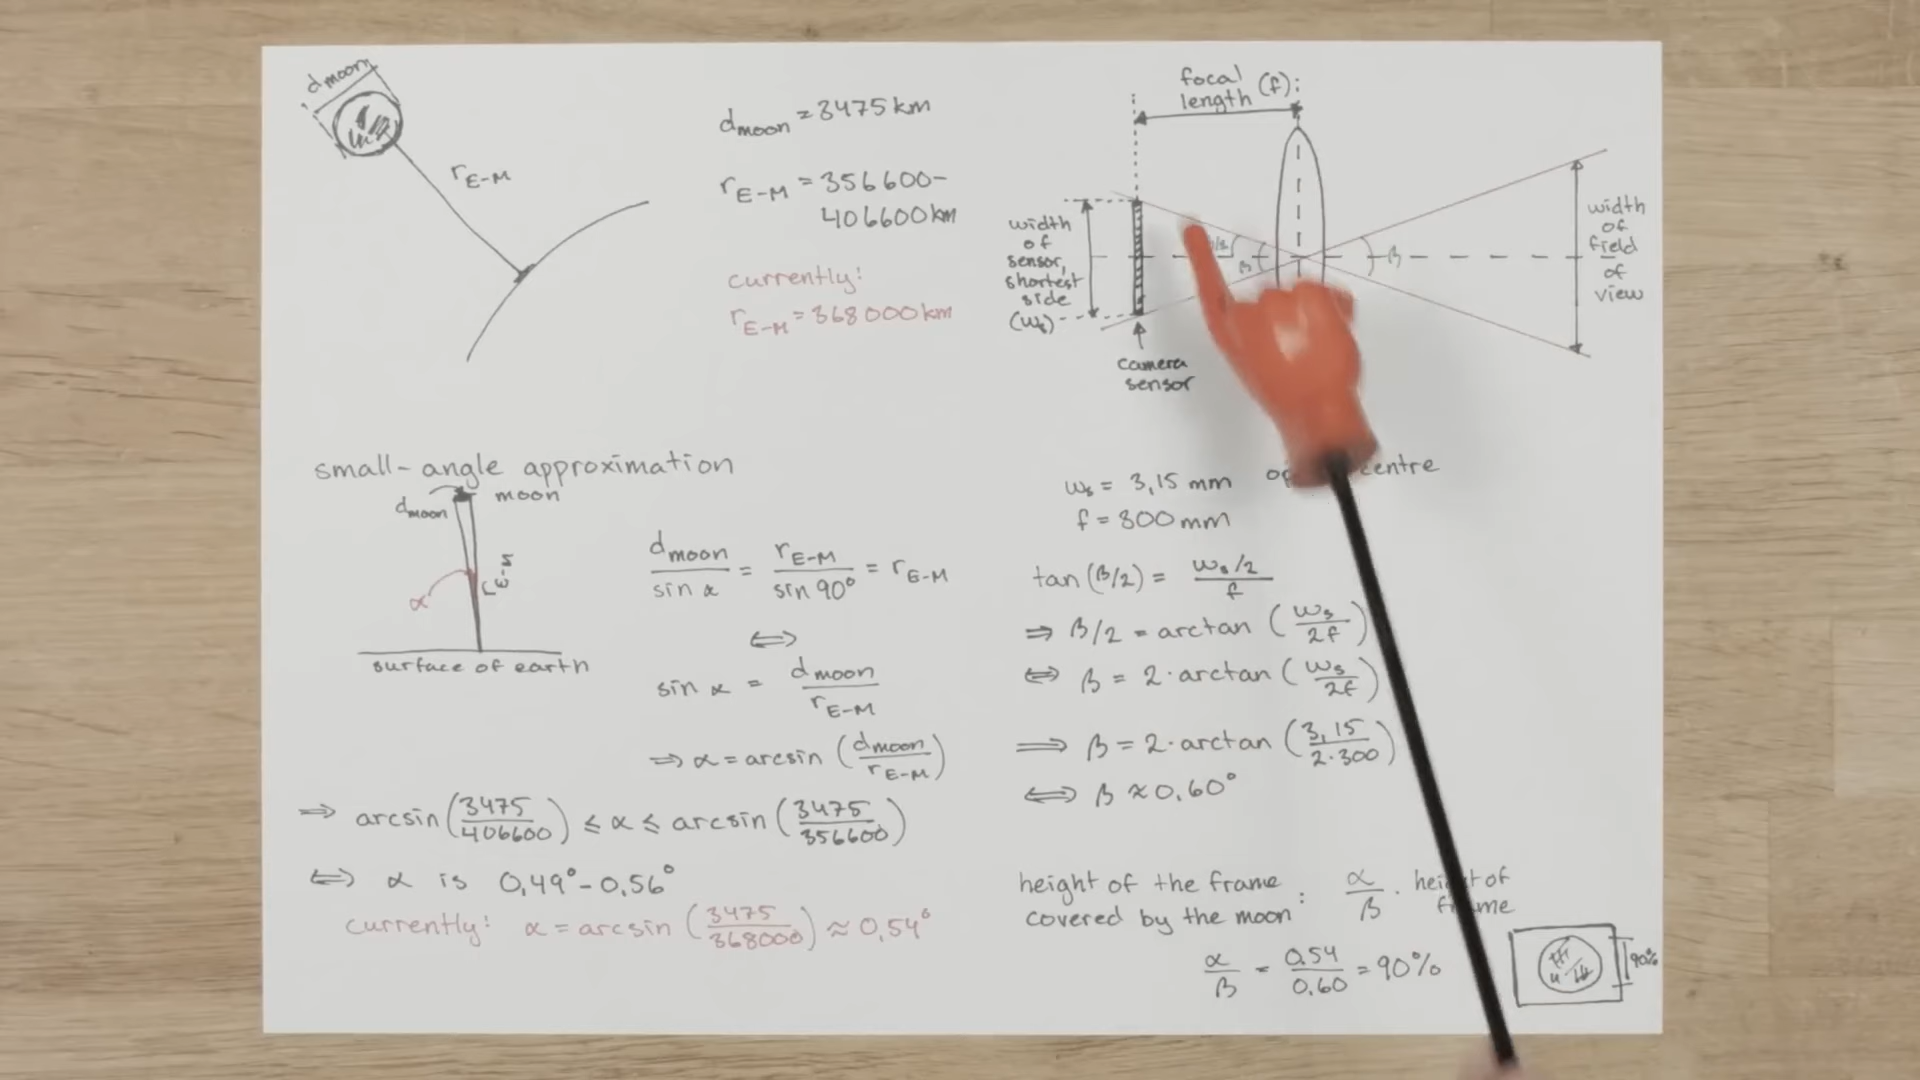 dmoon
rE-M
dmoon = 3475 km
rE-M = 356600-
406600 km
currently:
rE-M = 368000 km
focal
length (f):
width
of
sensor,
shortest
side
(ws)
camera
sensor
β
β
width
of
field
of
view
small-angle approximation
moon
dmoon
rE-M
α
surface of earth
dmoon/sin α = rE-M/sin 90° = rE-M
⟺
sin α = dmoon/rE-M
⇒ α = arcsin (dmoon/rE-M)
⇒ arcsin (3475/406600) ≤ α ≤ arcsin (3475/356600)
⟺ α is 0,49° - 0,56°
currently: α = arcsin (3475/368000) ≈ 0,54°
ws = 3,15 mm
centre
f = 300 mm
tan (β/2) = ws/2/f
⇒ β/2 = arctan (ws/2f)
⟺ β = 2·arctan (ws/2f)
⟹ β = 2·arctan (3,15/2·300)
⟺ β ≈ 0,60°
height of the frame
covered by the moon : α/β · height of
frame
α/β = 0,54/0,60 = 90%
90%